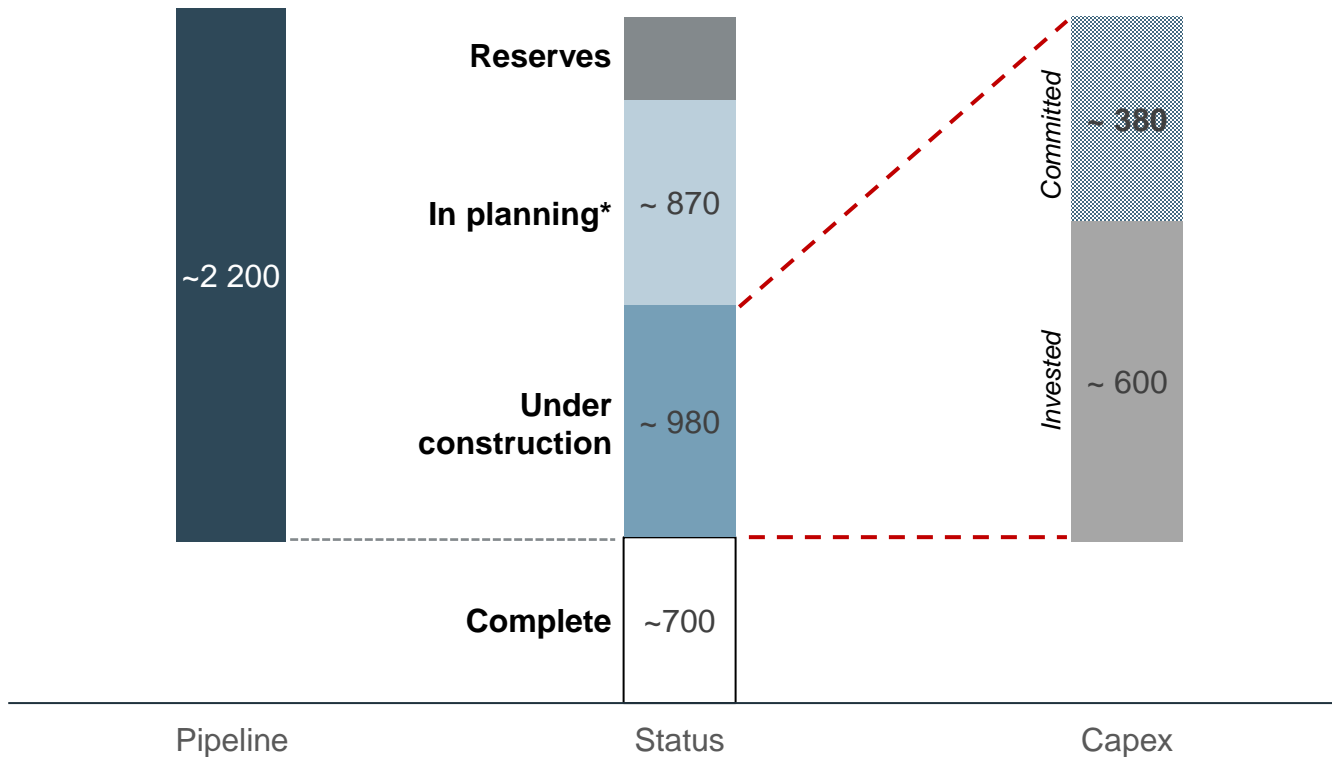 Reserves
~ 380
Committed
In planning*
~ 870
~2 200
Invested
~ 600
Under
construction
~ 980
Complete
~700
Pipeline
Status
Capex